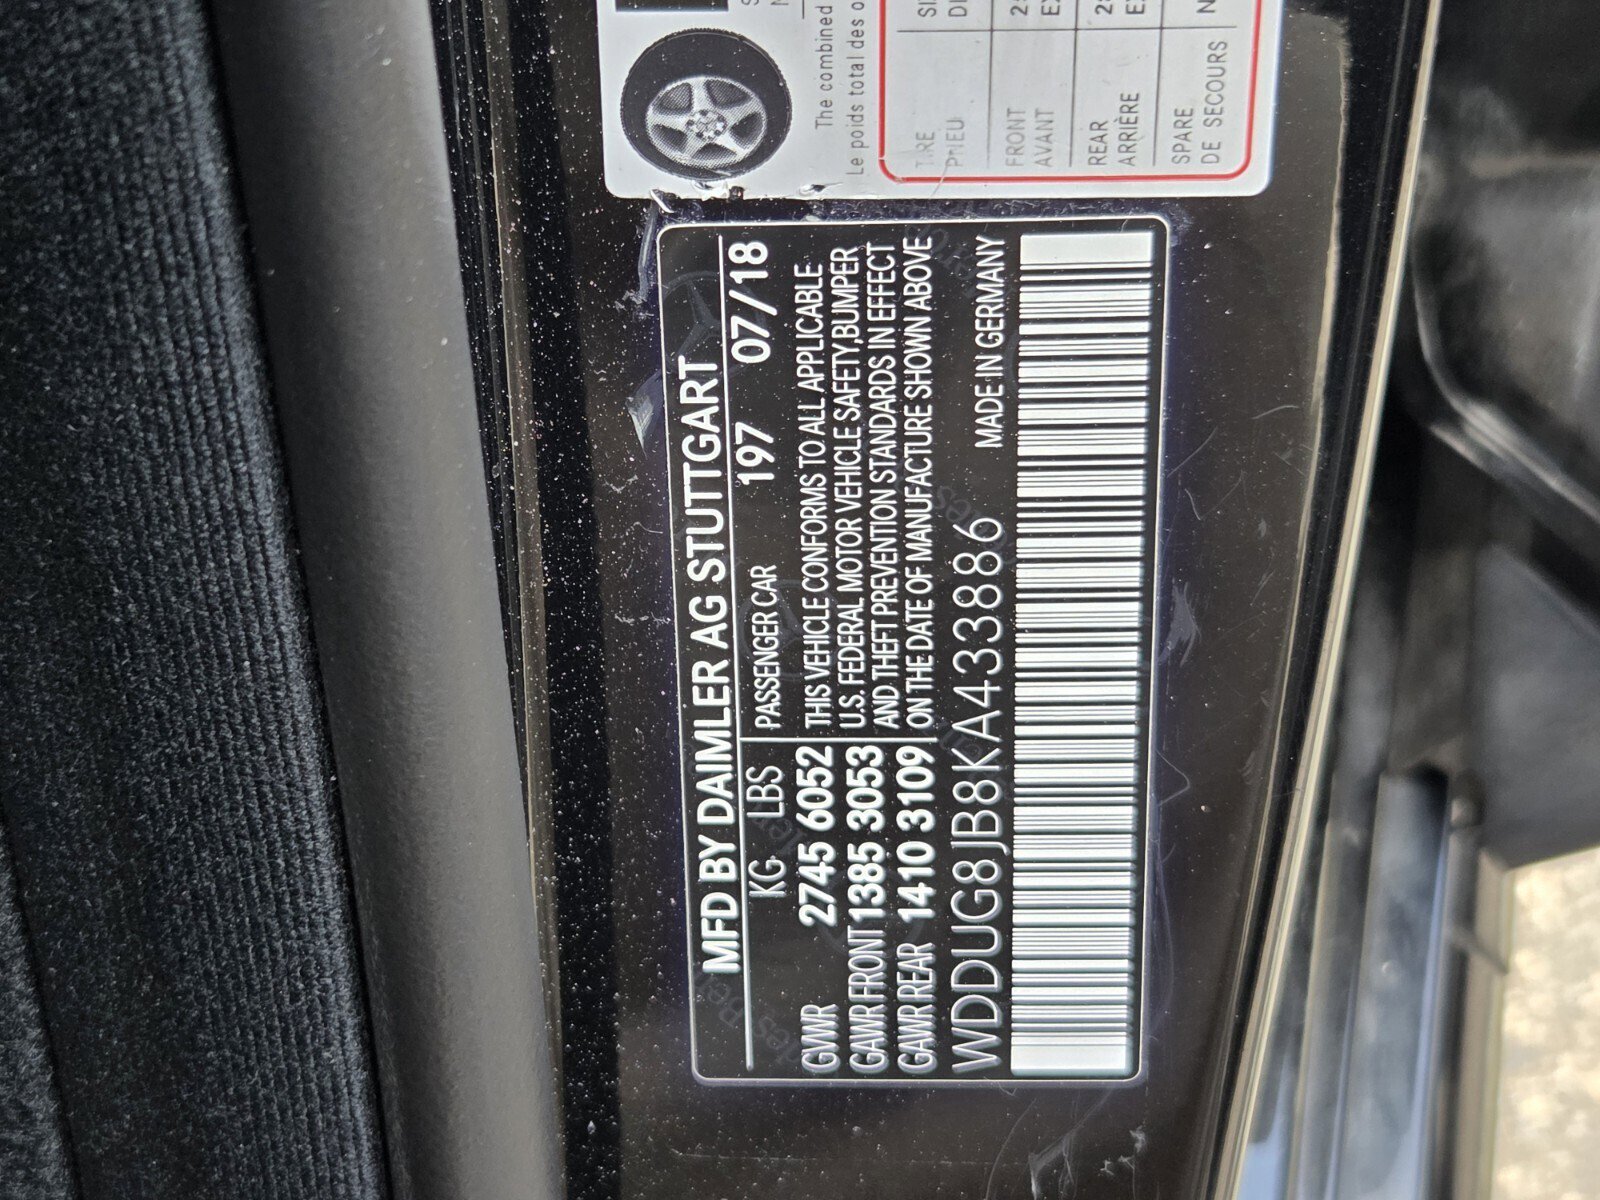 MFD BY DAIMLER AG STUTTGART
KG LBS PASSENGER CAR 197 07/18
GVWR 2745 6052 THIS VEHICLE CONFORMS TO ALL APPLICABLE
GAWR FRONT 1385 3053 U.S. FEDERAL MOTOR VEHICLE SAFETY,BUMPER
GAWR REAR 1410 3109 AND THEFT PREVENTION STANDARDS IN EFFECT
ON THE DATE OF MANUFACTURE SHOWN ABOVE
WDDUG8JB8KA433886 MADE IN GERMANY
The combined
Le poids total des
TIRE
PNEU
FRONT
AVANT
REAR
ARRIÈRE
SPARE
DE SECOURS